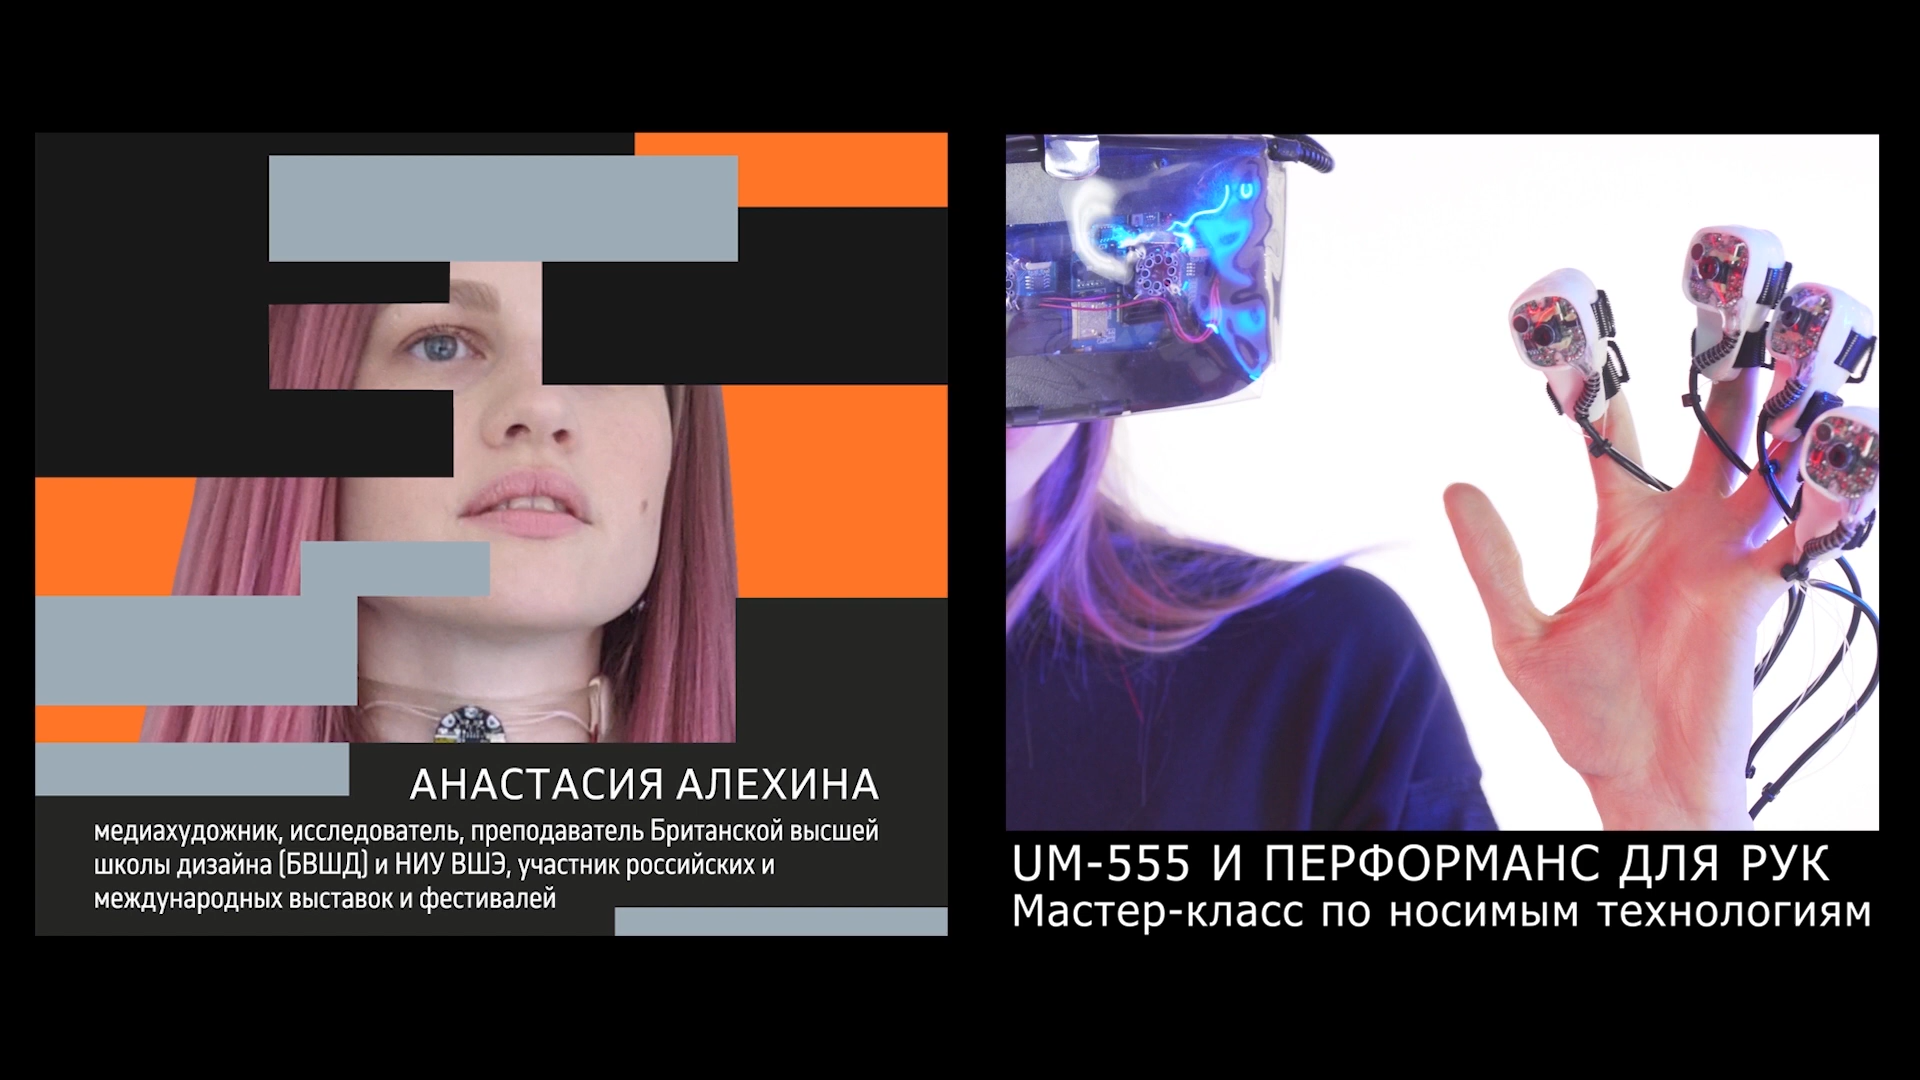 АНАСТАСИЯ АЛЕХИНА
медиахудожник, исследователь, преподаватель Британской высшей
школы дизайна (БВШД) и НИУ ВШЭ, участник российских и
международных выставок и фестивалей
UM-555 И ПЕРФОРМАНС ДЛЯ РУК
Мастер-класс по носимым технологиям